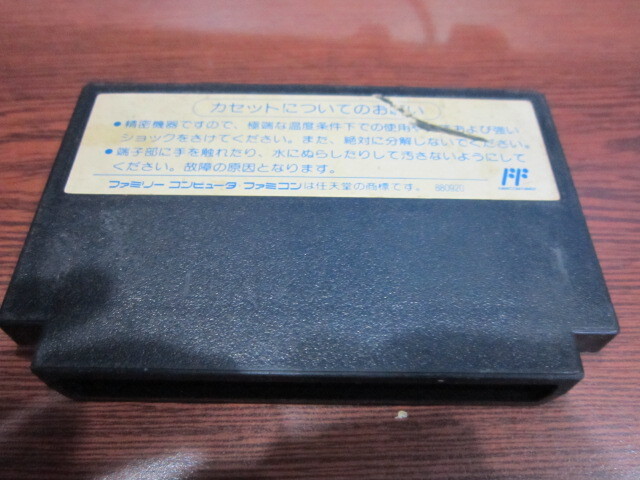 カセットについてのお
●精密機器ですので、極端な温度条件下での使用や および強い
ショックをさけてください。また、絶対に分解しないでください。
●端子部に手を触れたり、水にぬらしたりして汚さないようにして
ください。故障の原因となります。
ファミリーコンピュータ・ファミコンは任天堂の商標です。
FF